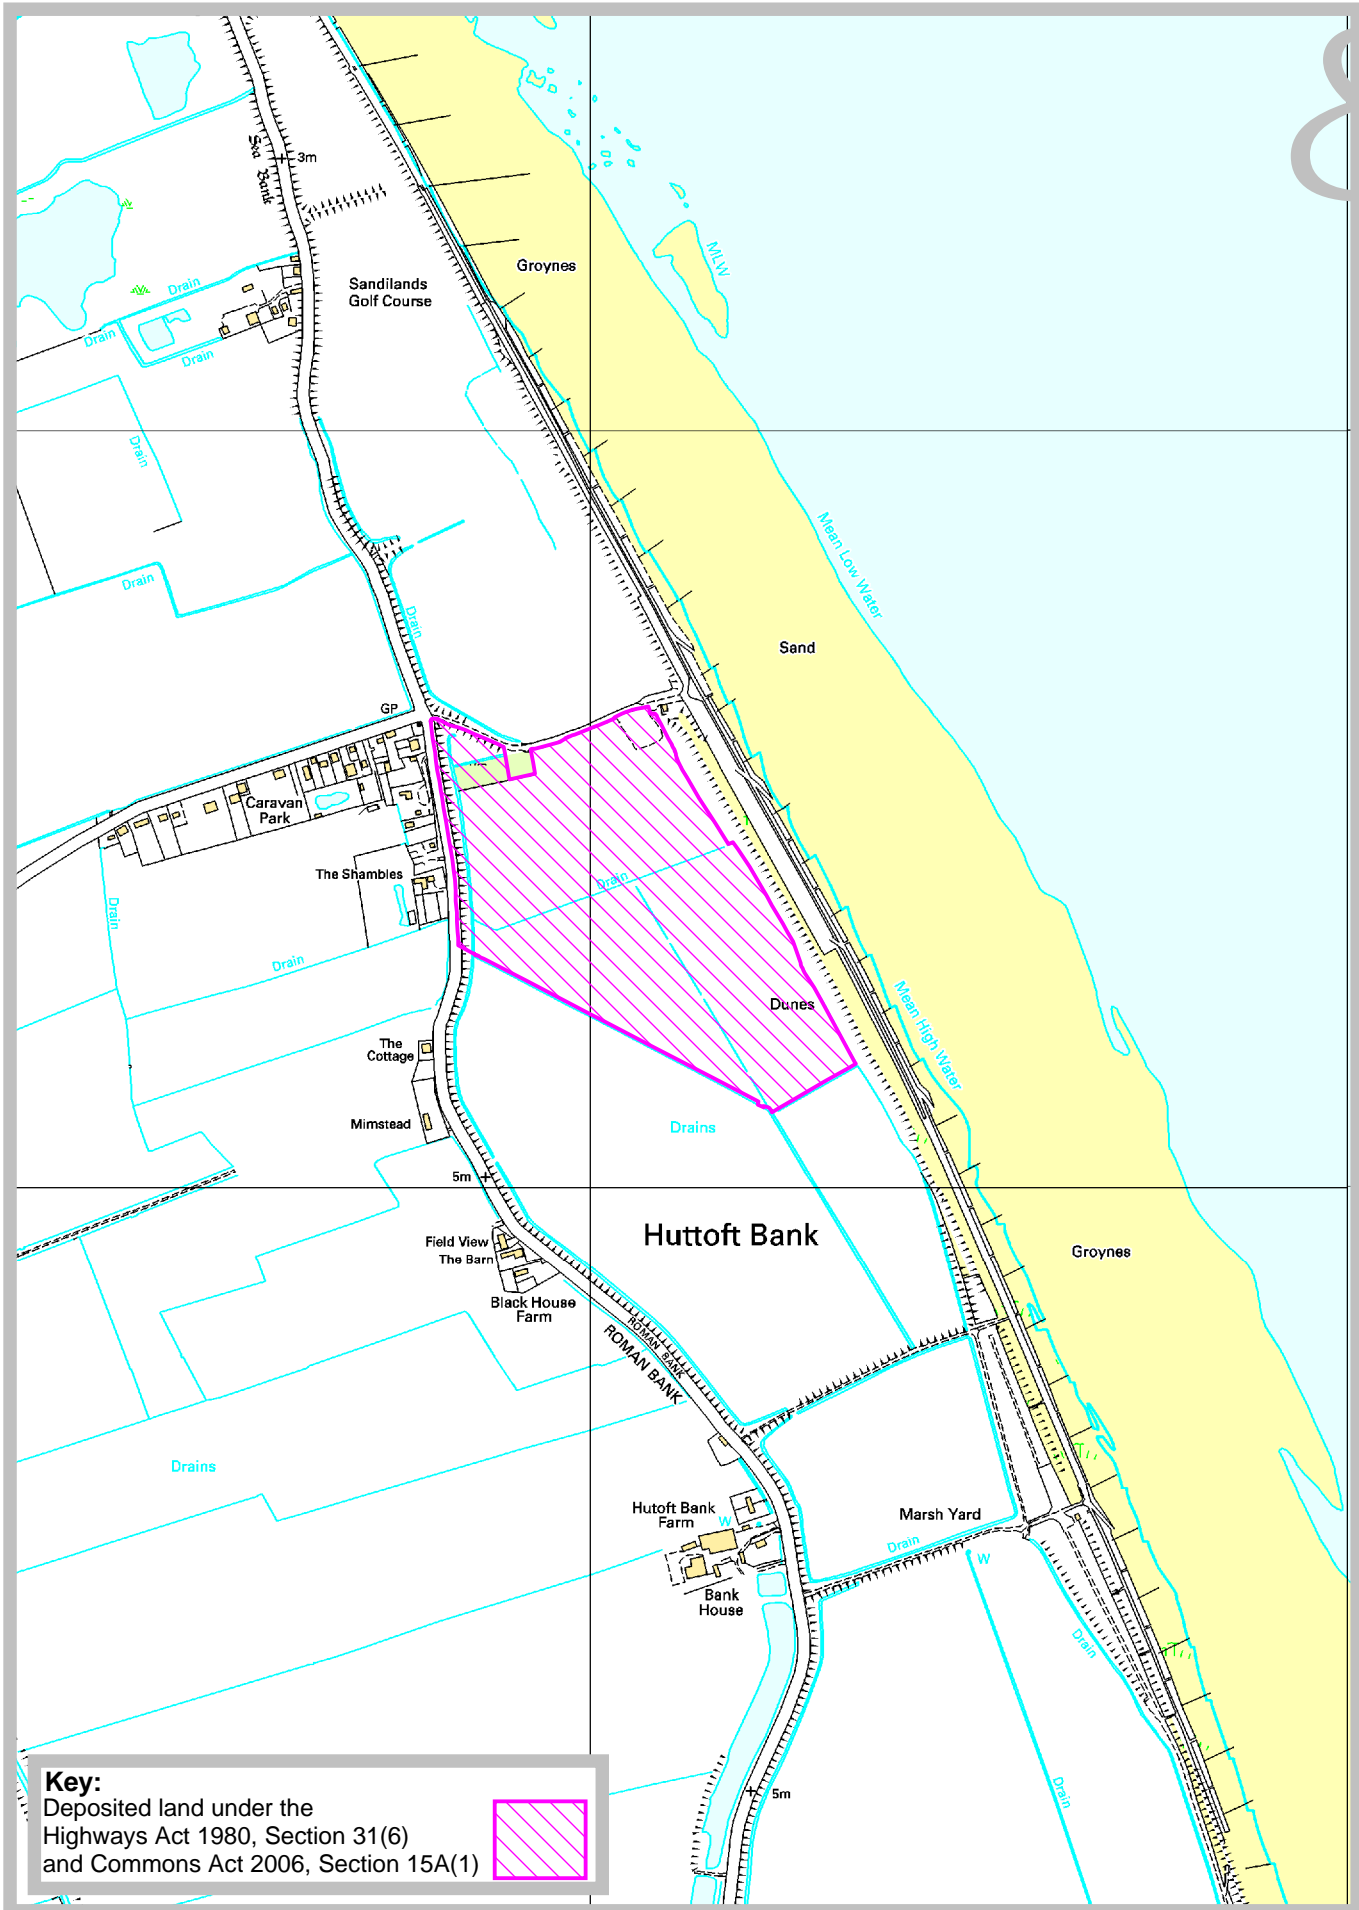 8
Sea Bank
3m
MLW
Groynes
Sandilands
Golf Course
Drain
Drain
Drain
Drain
Mean Low Water
Drain
Drain
Sand
GP
Caravan
Park
The Shambles
Drain
Drain
Drain
Mean High Water
Dunes
The
Cottage
Mimstead
Drains
5m
Huttoft Bank
Field View
The Barn
Groynes
Black House
Farm
ROMAN BANK
ROMAN BANK
Drains
Hutoft Bank
Farm
W
Marsh Yard
Drain
W
Bank
House
Drain
Drain
5m
Key:
Deposited land under the
Highways Act 1980, Section 31(6)
and Commons Act 2006, Section 15A(1)